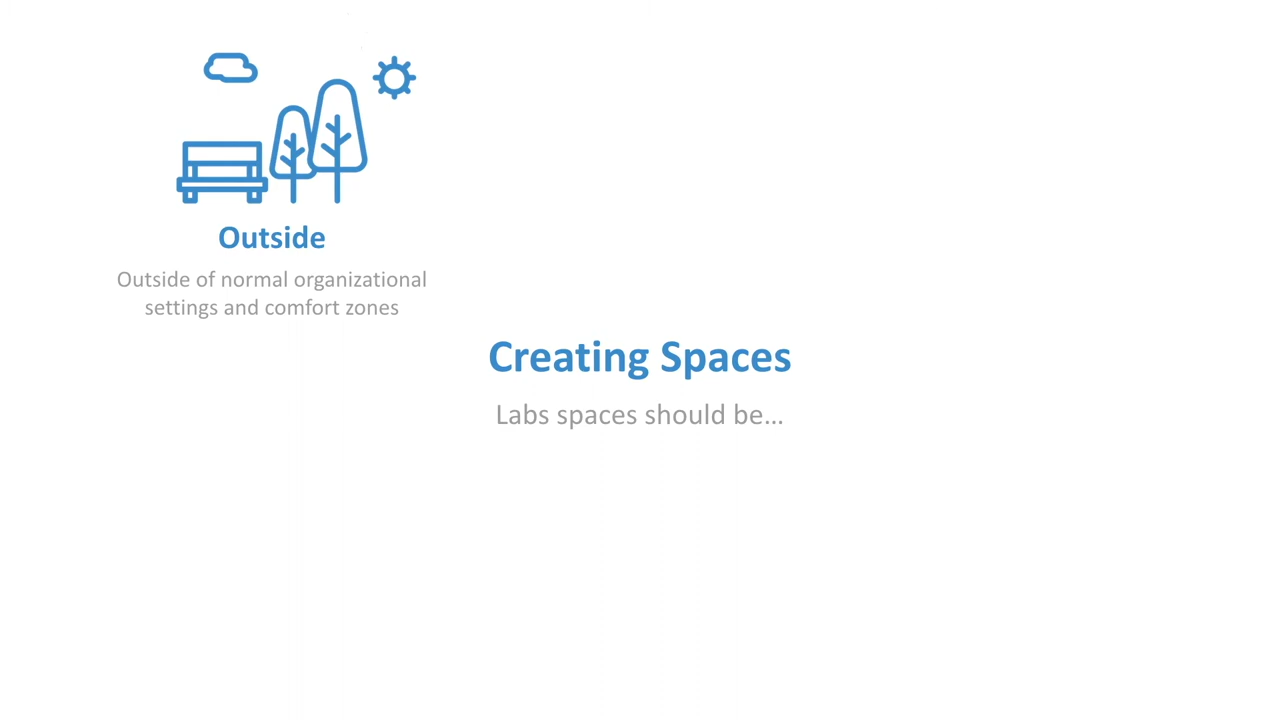 Outside
Outside of normal organizational
settings and comfort zones
Creating Spaces
Labs spaces should be...